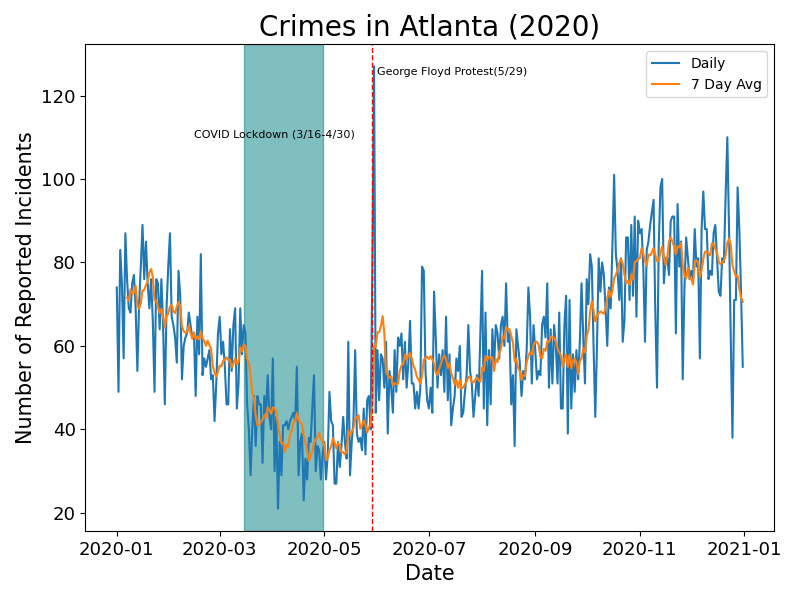 Crimes in Atlanta (2020)
Daily
7 Day Avg
George Floyd Protest(5/29)
COVID Lockdown (3/16-4/30)
Number of Reported Incidents
120
100
80
60
40
20
2020-01 2020-03 2020-05 2020-07 2020-09 2020-11 2021-01
Date